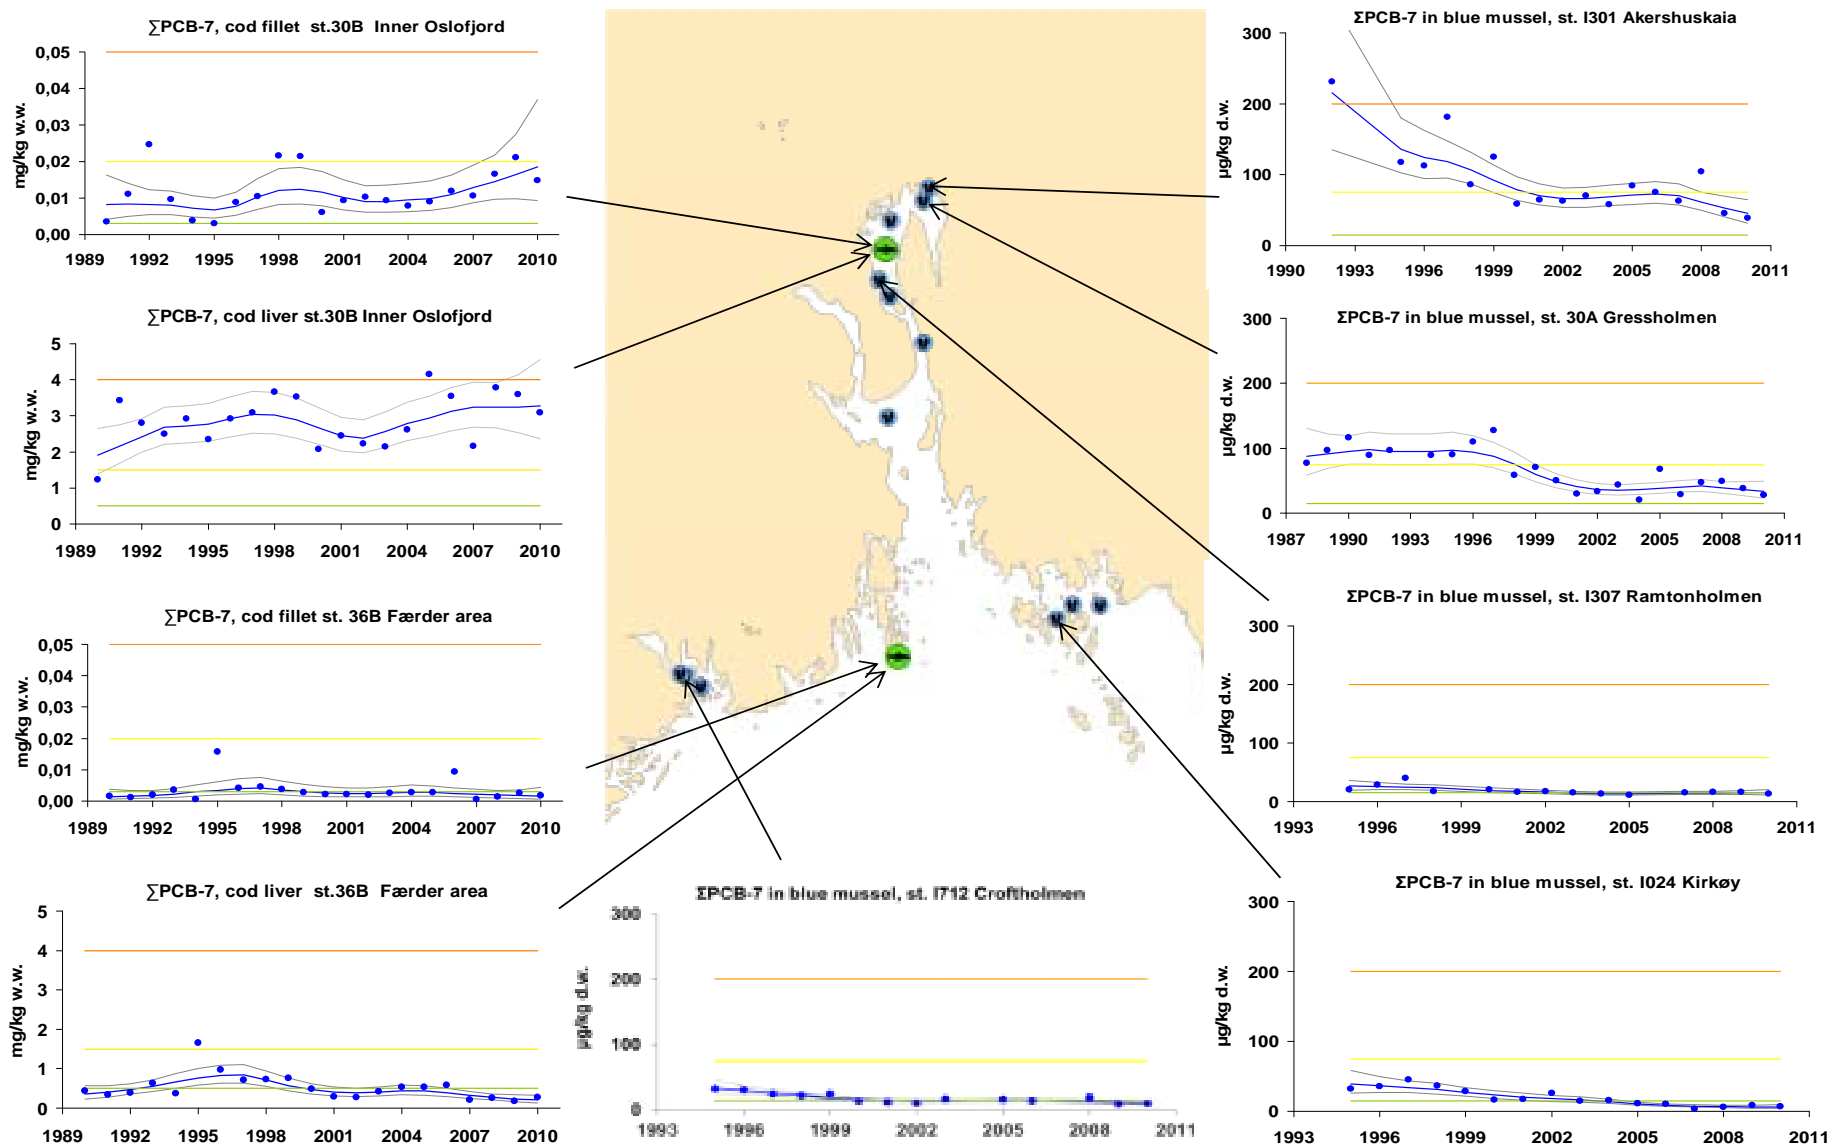 ∑PCB-7, cod fillet st.30B Inner Oslofjord
mg/kg w.w.
0,05
0,04
0,03
0,02
0,01
0,00
1989 1992 1995 1998 2001 2004 2007 2010
∑PCB-7, cod liver st.30B Inner Oslofjord
mg/kg w.w.
5
4
3
2
1
0
1989 1992 1995 1998 2001 2004 2007 2010
∑PCB-7, cod fillet st. 36B Færder area
mg/kg w.w.
0,05
0,04
0,03
0,02
0,01
0,00
1989 1992 1995 1998 2001 2004 2007 2010
∑PCB-7, cod liver st.36B Færder area
mg/kg w.w.
5
4
3
2
1
0
1989 1992 1995 1998 2001 2004 2007 2010
ΣPCB-7 in blue mussel, st. I712 Croftholmen
µg/kg d.w.
300
200
100
0
1993 1996 1999 2002 2005 2008 2011
ΣPCB-7 in blue mussel, st. I301 Akershuskaia
µg/kg d.w.
300
200
100
0
1990 1993 1996 1999 2002 2005 2008 2011
ΣPCB-7 in blue mussel, st. 30A Gressholmen
µg/kg d.w.
300
200
100
0
1987 1990 1993 1996 1999 2002 2005 2008 2011
ΣPCB-7 in blue mussel, st. I307 Ramtonholmen
µg/kg d.w.
300
200
100
0
1993 1996 1999 2002 2005 2008 2011
ΣPCB-7 in blue mussel, st. I024 Kirkøy
µg/kg d.w.
300
200
100
0
1993 1996 1999 2002 2005 2008 2011